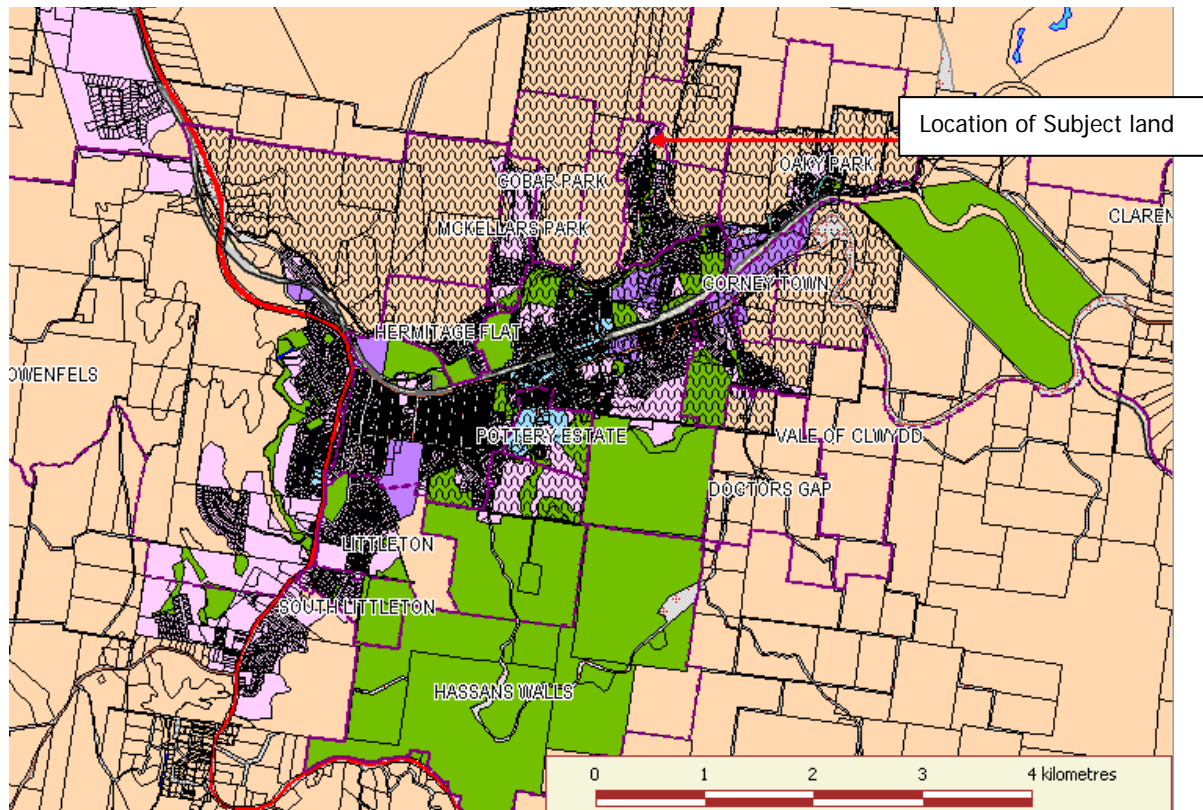 Location of Subject land
OAKY PARK
COBAR PARK
CLAREN
MCKELLARS PARK
CORNEY TOWN
HERMITAGE FLAT
OWENFELS
POTTERY ESTATE
VALE OF CLWYDD
DOCTORS GAP
LITTLETON
SOUTH LITTLETON
HASSANS WALLS
0 1 2 3 4 kilometres